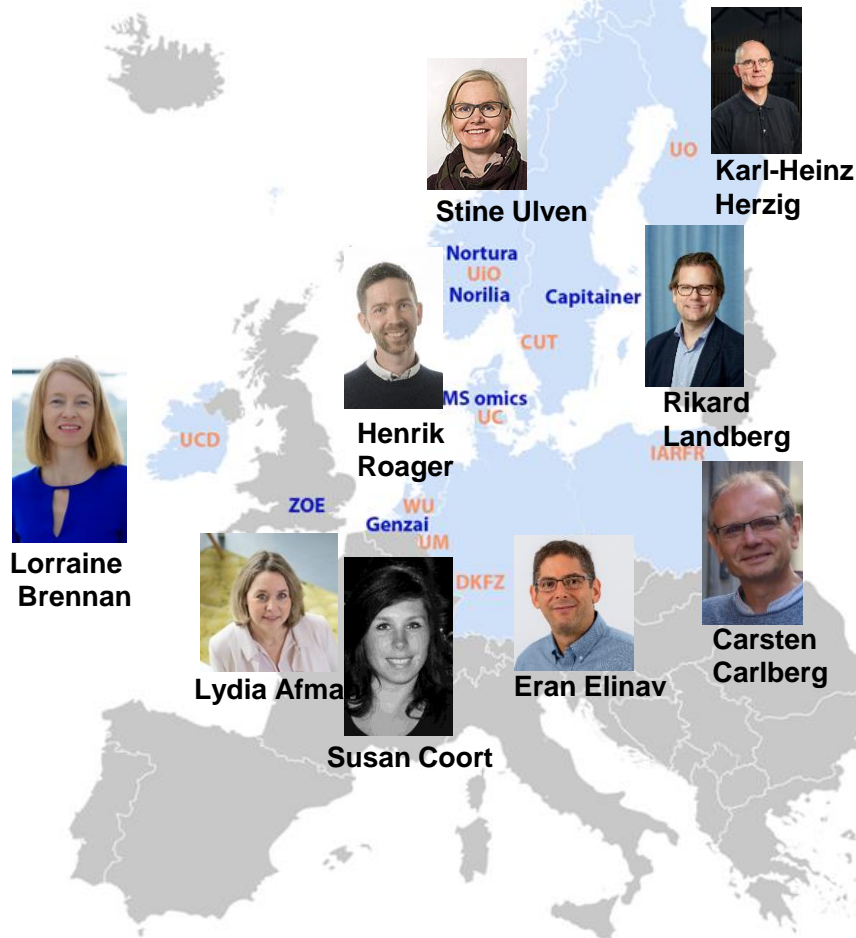 UO
Karl-Heinz
Herzig
Stine Ulven
Nortura
UiO
Norilia
Capitainer
CUT
MS omics
UC
Rikard
Landberg
Henrik
Roager
UCD
IARFR
ZOE
WU
Genzai
UM
Lorraine
Brennan
DKFZ
Carsten
Carlberg
Lydia Afman
Eran Elinav
Susan Coort